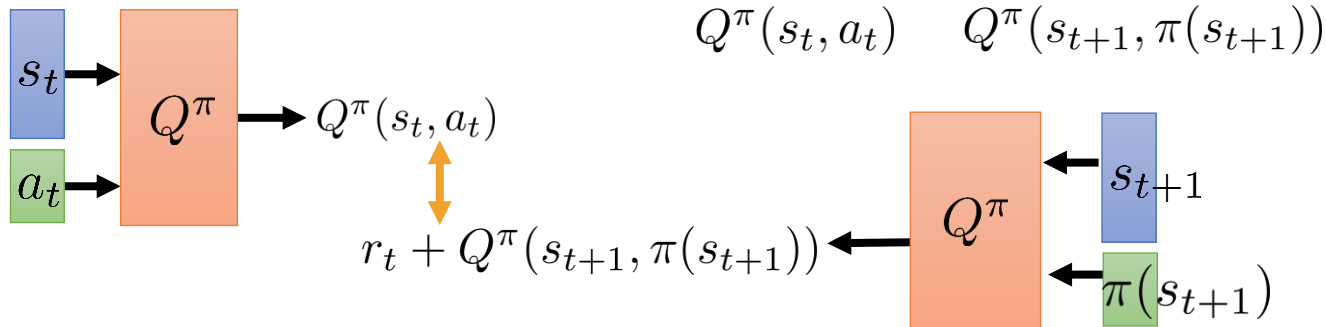 s_t
a_t
Q^π
Q^π(s_t, a_t)
r_t + Q^π(s_{t+1}, π(s_{t+1}))
Q^π(s_t, a_t) Q^π(s_{t+1}, π(s_{t+1}))
Q^π
s_{t+1}
π(s_{t+1})